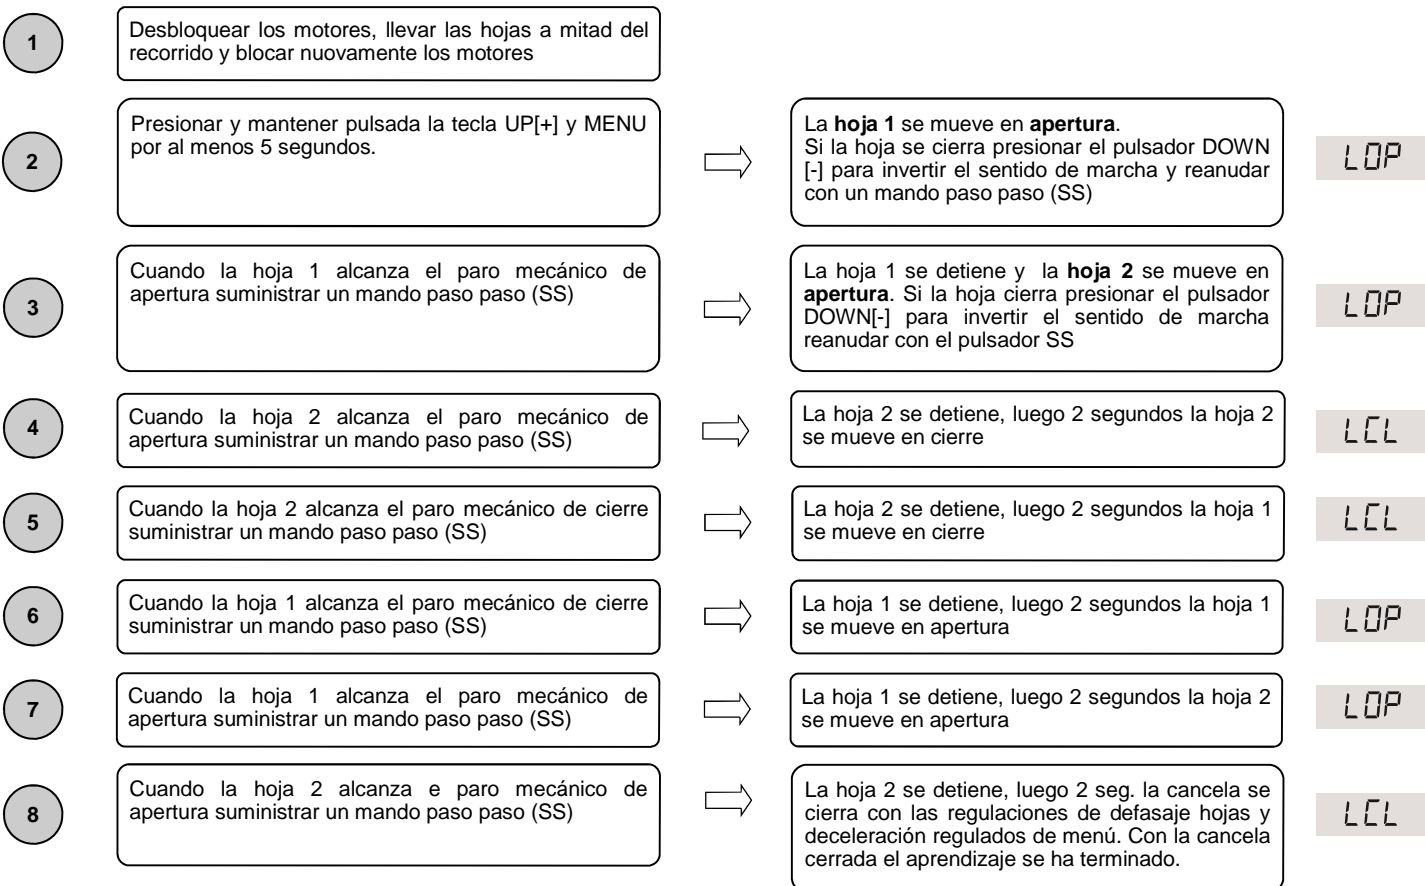 1
Desbloquear los motores, llevar las hojas a mitad del
recorrido y blocar nuovamente los motores
2
Presionar y mantener pulsada la tecla UP[+] y MENU
por al menos 5 segundos.
La hoja 1 se mueve en apertura.
Si la hoja se cierra presionar el pulsador DOWN
[-] para invertir el sentido de marcha y reanudar
con un mando paso paso (SS)
LOP
3
Cuando la hoja 1 alcanza el paro mecánico de
apertura suministrar un mando paso paso (SS)
La hoja 1 se detiene y la hoja 2 se mueve en
apertura. Si la hoja cierra presionar el pulsador
DOWN[-] para invertir el sentido de marcha
reanudar con el pulsador SS
LOP
4
Cuando la hoja 2 alcanza el paro mecánico de
apertura suministrar un mando paso paso (SS)
La hoja 2 se detiene, luego 2 segundos la hoja 2
se mueve en cierre
LCL
5
Cuando la hoja 2 alcanza el paro mecánico de cierre
suministrar un mando paso paso (SS)
La hoja 2 se detiene, luego 2 segundos la hoja 1
se mueve en cierre
LCL
6
Cuando la hoja 1 alcanza el paro mecánico de cierre
suministrar un mando paso paso (SS)
La hoja 1 se detiene, luego 2 segundos la hoja 1
se mueve en apertura
LOP
7
Cuando la hoja 1 alcanza el paro mecánico de
apertura suministrar un mando paso paso (SS)
La hoja 1 se detiene, luego 2 segundos la hoja 2
se mueve en apertura
LOP
8
Cuando la hoja 2 alcanza e paro mecánico de
apertura suministrar un mando paso paso (SS)
La hoja 2 se detiene, luego 2 seg. la cancela se
cierra con las regulaciones de defasaje hojas y
deceleración regulados de menú. Con la cancela
cerrada el aprendizaje se ha terminado.
LCL